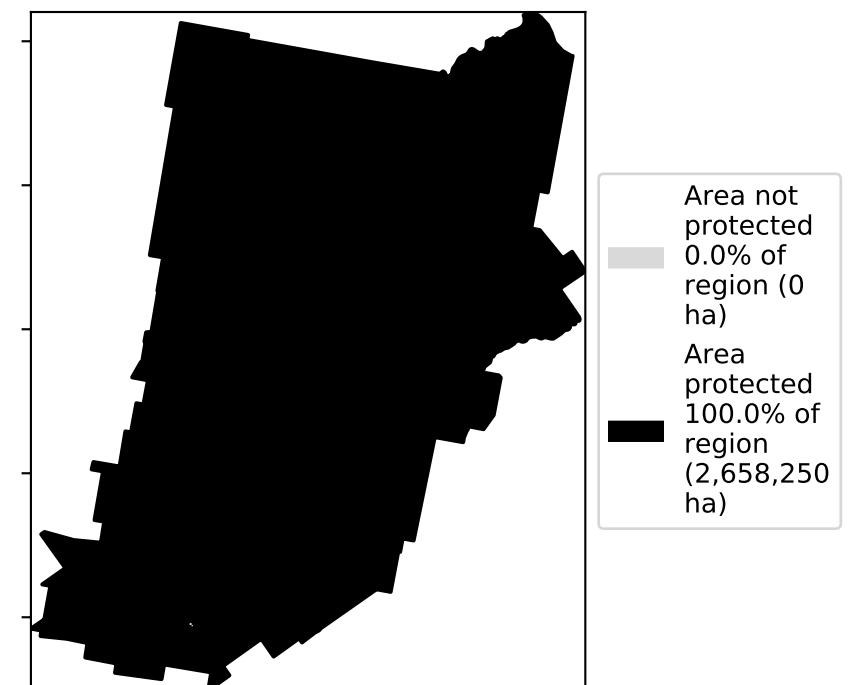 Area not
protected
0.0% of
region (0
ha)
Area
protected
100.0% of
region
(2,658,250
ha)